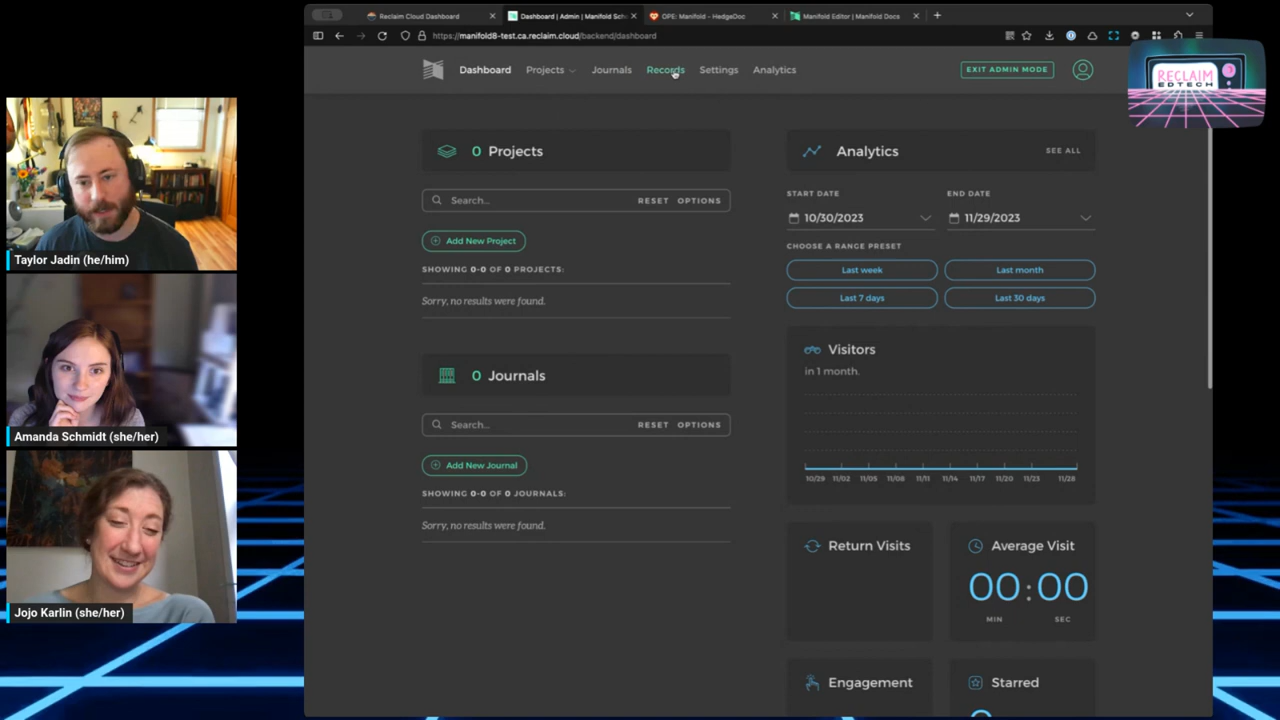 Reclaim Cloud Dashboard
Dashboard | Admin | Manifold Sch
OPE: Manifold - HedgeDoc
Manifold Editor | Manifold Docs
https://manifold8-test.ca.reclaim.cloud/backend/dashboard
Dashboard Projects Journals Records Settings Analytics EXIT ADMIN MODE
RECLAIM
EDTECH
0 Projects
Search... RESET OPTIONS
Add New Project
SHOWING 0-0 OF 0 PROJECTS:
Sorry, no results were found.
0 Journals
Search... RESET OPTIONS
Add New Journal
SHOWING 0-0 OF 0 JOURNALS:
Sorry, no results were found.
Analytics SEE ALL
START DATE END DATE
10/30/2023 11/29/2023
CHOOSE A RANGE PRESET
Last week Last month
Last 7 days Last 30 days
Visitors
in 1 month.
10/29 11/02 11/05 11/08 11/11 11/14 11/17 11/20 11/23 11/28
Return Visits
Average Visit
00:00
MIN SEC
Engagement
Starred
Taylor Jadin (he/him)
Amanda Schmidt (she/her)
Jojo Karlin (she/her)